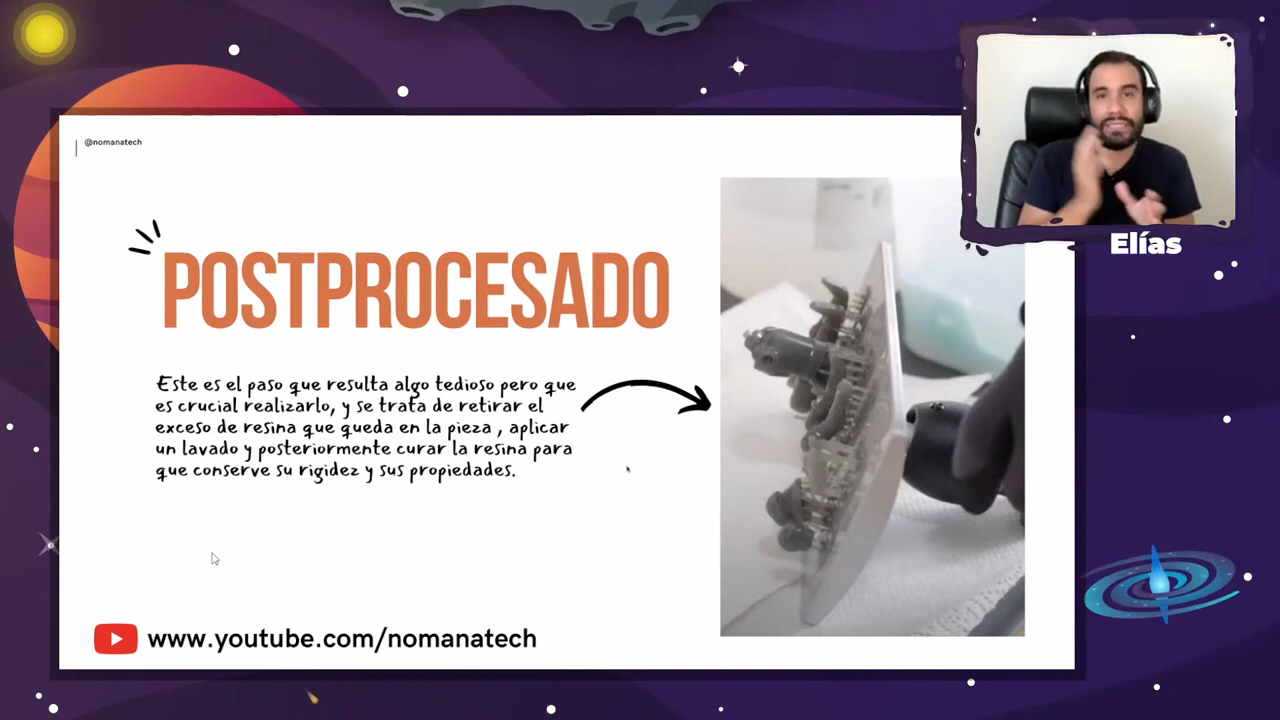 @nomanatech
Elías
POSTPROCESADO
Este es el paso que resulta algo tedioso pero que
es crucial realizarlo, y se trata de retirar el
exceso de resina que queda en la pieza , aplicar
un lavado y posteriormente curar la resina para
que conserve su rigidez y sus propiedades.
www.youtube.com/nomanatech